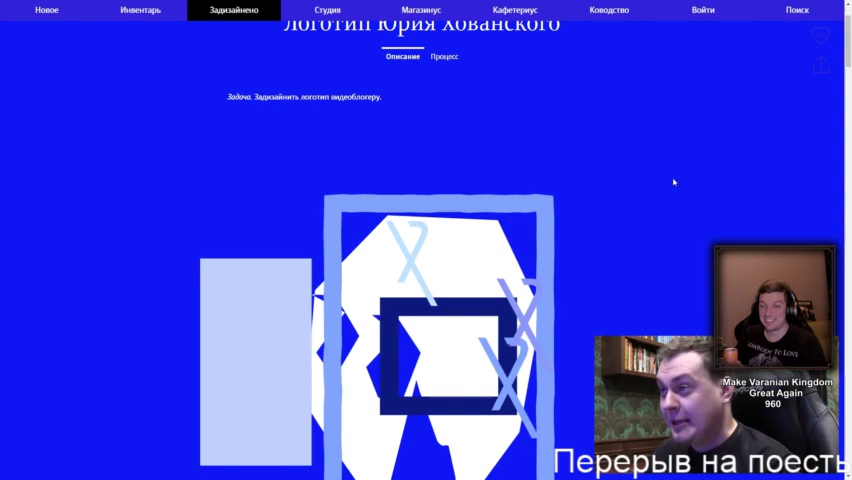 Новое Инвентарь Задизайнено Студия Магазинус Кафетериус Ководство Войти Поиск
Логотип Юрия Хованского
Описание Процесс
Задача. Задизайнить логотип видеоблогеру.
Make Varanian Kingdom
Great Again
960
Перерыв на поесть